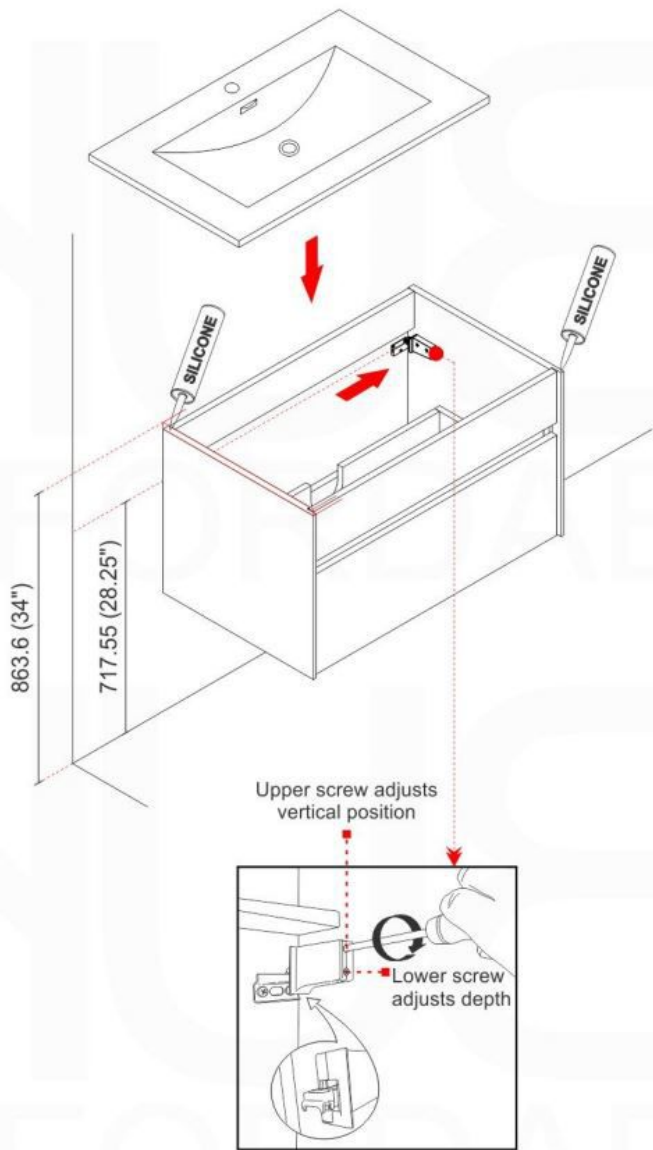 SILICONE
SILICONE
863.6 (34")
717.55 (28.25")
Upper screw adjusts
vertical position
Lower screw
adjusts depth